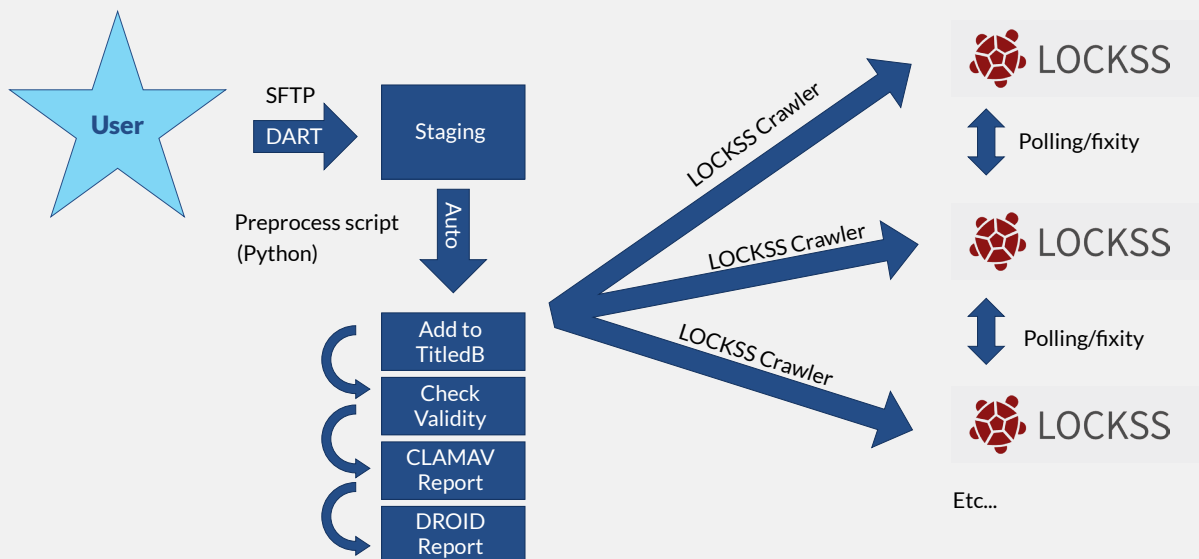 User
SFTP
DART
Staging
Preprocess script
(Python)
Auto
Add to
TitledB
Check
Validity
CLAMAV
Report
DROID
Report
LOCKSS Crawler
LOCKSS Crawler
LOCKSS Crawler
LOCKSS
Polling/fixity
LOCKSS
Polling/fixity
LOCKSS
Etc...